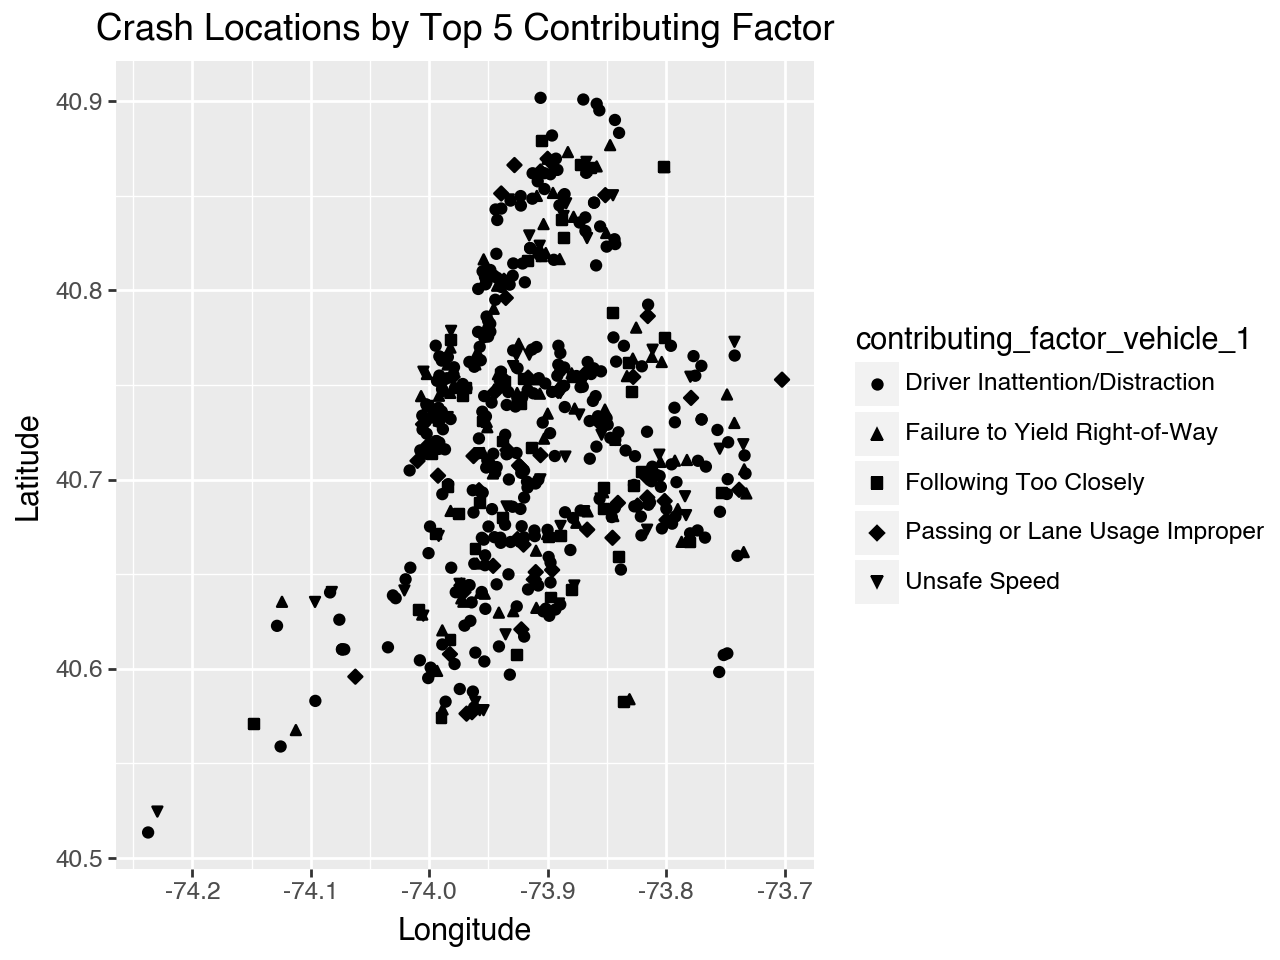 Crash Locations by Top 5 Contributing Factor
40.9
40.8
40.7
40.6
40.5
Latitude
-74.2 -74.1 -74.0 -73.9 -73.8 -73.7
Longitude
contributing_factor_vehicle_1
Driver Inattention/Distraction
Failure to Yield Right-of-Way
Following Too Closely
Passing or Lane Usage Improper
Unsafe Speed